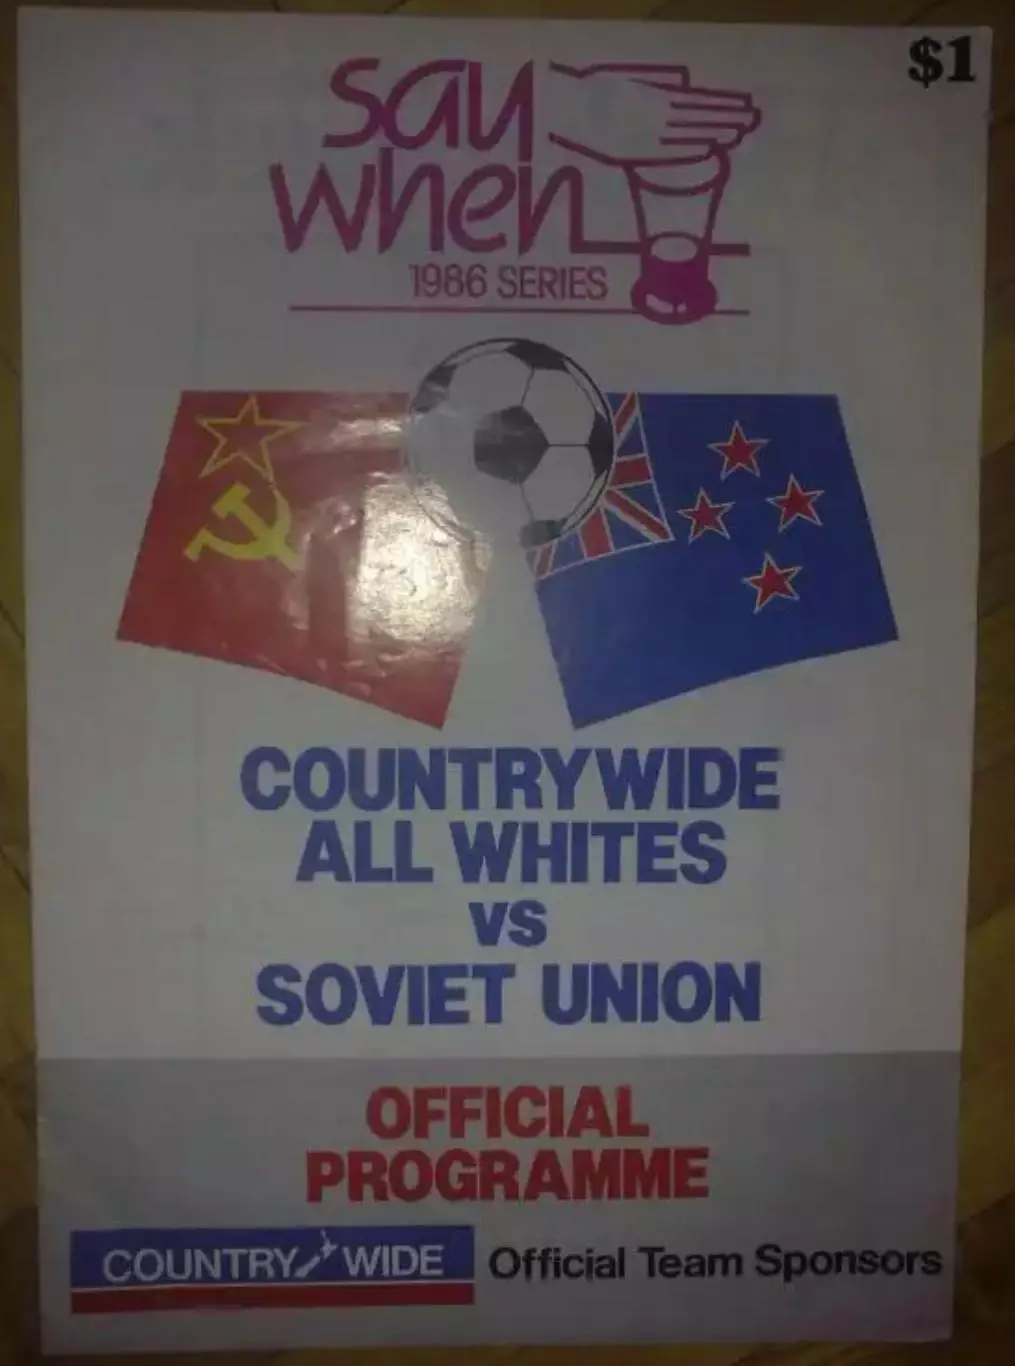 $1
say
when
1986 SERIES
COUNTRYWIDE
ALL WHITES
VS
SOVIET UNION
OFFICIAL
PROGRAMME
COUNTRY WIDE Official Team Sponsors